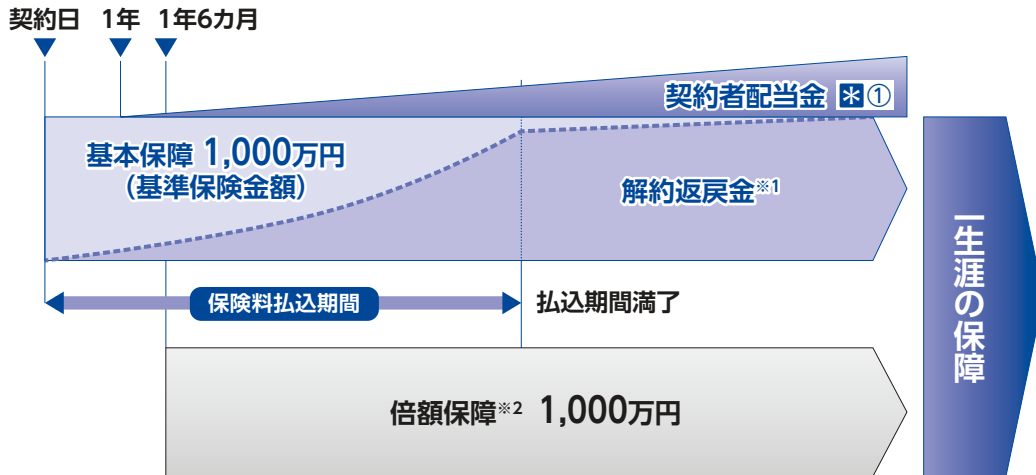 契約日 1年 1年6カ月
契約者配当金 *①
基本保障 1,000万円
(基準保険金額)
解約返戻金※1
保険料払込期間
払込期間満了
倍額保障※2 1,000万円
一生涯の保障